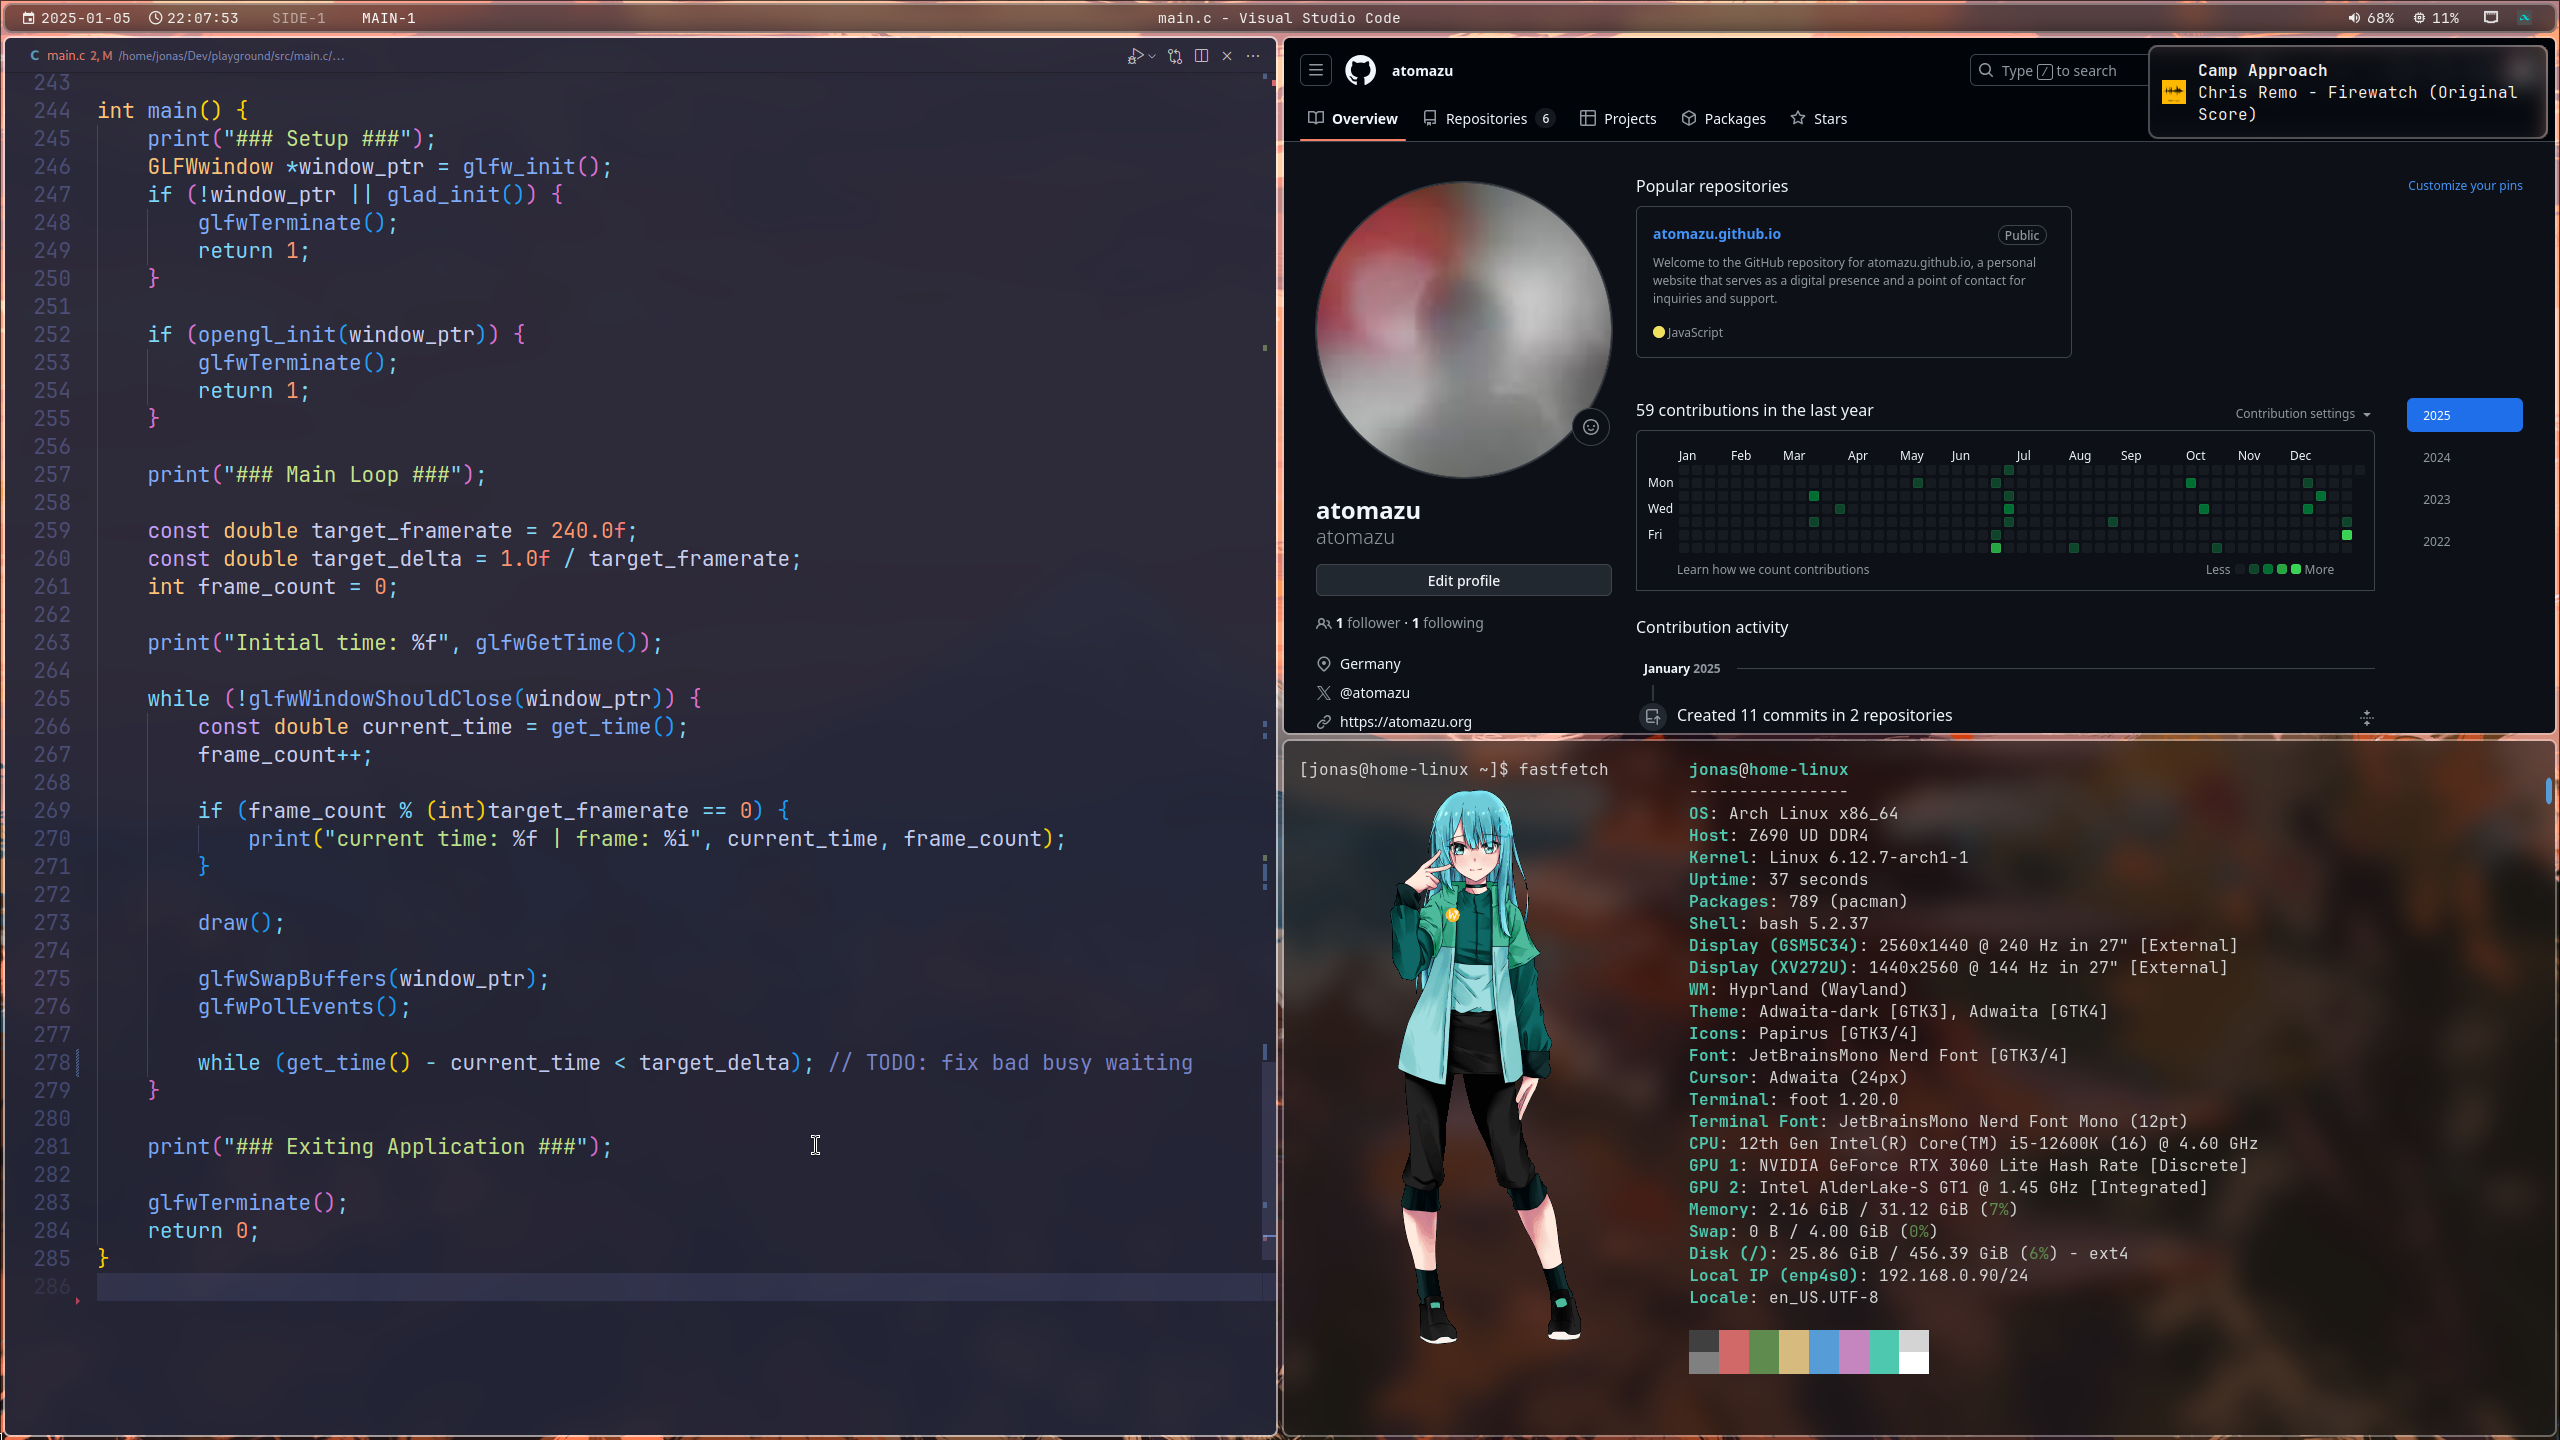 2025-01-05 22:07:53 SIDE-1 MAIN-1
main.c - Visual Studio Code
68% 11%
C main.c 2, M /home/jonas/Dev/playground/src/main.c/...
243
244 int main() {
245     print("### Setup ###");
246     GLFWwindow *window_ptr = glfw_init();
247     if (!window_ptr || glad_init()) {
248         glfwTerminate();
249         return 1;
250     }
251
252     if (opengl_init(window_ptr)) {
253         glfwTerminate();
254         return 1;
255     }
256
257     print("### Main Loop ###");
258
259     const double target_framerate = 240.0f;
260     const double target_delta = 1.0f / target_framerate;
261     int frame_count = 0;
262
263     print("Initial time: %f", glfwGetTime());
264
265     while (!glfwWindowShouldClose(window_ptr)) {
266         const double current_time = get_time();
267         frame_count++;
268
269         if (frame_count % (int)target_framerate == 0) {
270             print("current time: %f | frame: %i", current_time, frame_count);
271         }
272
273         draw();
274
275         glfwSwapBuffers(window_ptr);
276         glfwPollEvents();
277
278         while (get_time() - current_time < target_delta); // TODO: fix bad busy waiting
279     }
280
281     print("### Exiting Application ###");
282
283     glfwTerminate();
284     return 0;
285 }
286
atomazu
Type / to search
Camp Approach
Chris Remo - Firewatch (Original
Score)
Overview Repositories 6 Projects Packages Stars
Popular repositories
Customize your pins
atomazu.github.io Public
Welcome to the GitHub repository for atomazu.github.io, a personal
website that serves as a digital presence and a point of contact for
inquiries and support.
JavaScript
59 contributions in the last year
Contribution settings
2025
2024
2023
2022
Jan Feb Mar Apr May Jun Jul Aug Sep Oct Nov Dec
Mon
Wed
Fri
Learn how we count contributions
Less More
atomazu
atomazu
Edit profile
1 follower · 1 following
Germany
@atomazu
https://atomazu.org
Contribution activity
January 2025
Created 11 commits in 2 repositories
[jonas@home-linux ~]$ fastfetch
jonas@home-linux
----------------
OS: Arch Linux x86_64
Host: Z690 UD DDR4
Kernel: Linux 6.12.7-arch1-1
Uptime: 37 seconds
Packages: 789 (pacman)
Shell: bash 5.2.37
Display (GSM5C34): 2560x1440 @ 240 Hz in 27" [External]
Display (XV272U): 1440x2560 @ 144 Hz in 27" [External]
WM: Hyprland (Wayland)
Theme: Adwaita-dark [GTK3], Adwaita [GTK4]
Icons: Papirus [GTK3/4]
Font: JetBrainsMono Nerd Font [GTK3/4]
Cursor: Adwaita (24px)
Terminal: foot 1.20.0
Terminal Font: JetBrainsMono Nerd Font Mono (12pt)
CPU: 12th Gen Intel(R) Core(TM) i5-12600K (16) @ 4.60 GHz
GPU 1: NVIDIA GeForce RTX 3060 Lite Hash Rate [Discrete]
GPU 2: Intel AlderLake-S GT1 @ 1.45 GHz [Integrated]
Memory: 2.16 GiB / 31.12 GiB (7%)
Swap: 0 B / 4.00 GiB (0%)
Disk (/): 25.86 GiB / 456.39 GiB (6%) - ext4
Local IP (enp4s0): 192.168.0.90/24
Locale: en_US.UTF-8